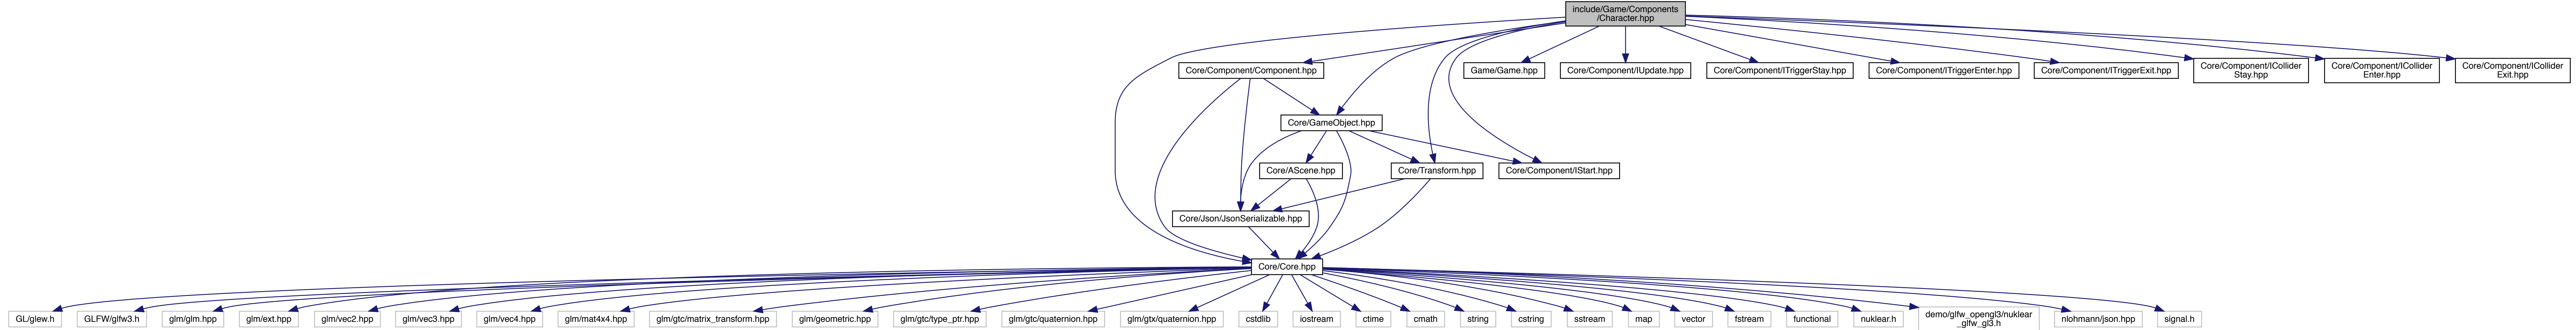 include/Game/Components
/Character.hpp
Core/Component/Component.hpp
Game/Game.hpp
Core/Component/IUpdate.hpp
Core/Component/ITriggerStay.hpp
Core/Component/ITriggerEnter.hpp
Core/Component/ITriggerExit.hpp
Core/Component/ICollider
Stay.hpp
Core/Component/ICollider
Enter.hpp
Core/Component/ICollider
Exit.hpp
Core/GameObject.hpp
Core/AScene.hpp
Core/Transform.hpp
Core/Component/IStart.hpp
Core/Json/JsonSerializable.hpp
Core/Core.hpp
GL/glew.h
GLFW/glfw3.h
glm/glm.hpp
glm/ext.hpp
glm/vec2.hpp
glm/vec3.hpp
glm/vec4.hpp
glm/mat4x4.hpp
glm/gtc/matrix_transform.hpp
glm/geometric.hpp
glm/gtc/type_ptr.hpp
glm/gtc/quaternion.hpp
glm/gtx/quaternion.hpp
cstdlib
iostream
ctime
cmath
string
cstring
sstream
map
vector
fstream
functional
nuklear.h
demo/glfw_opengl3/nuklear
_glfw_gl3.h
nlohmann/json.hpp
signal.h